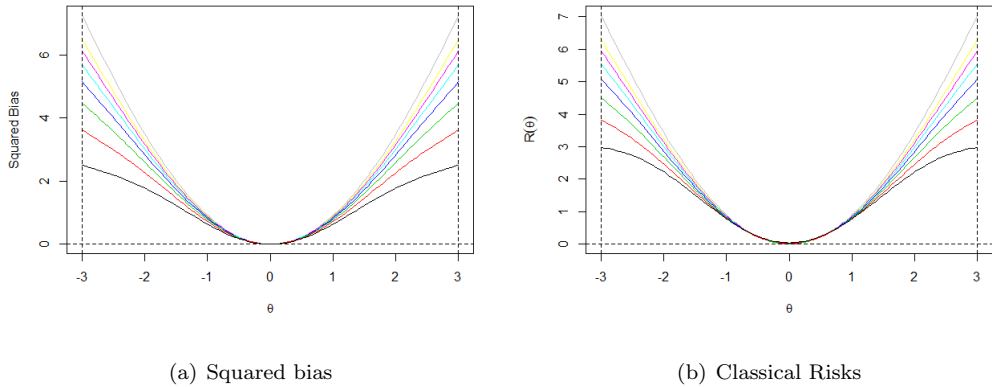 Squared Bias
6
4
2
0
-3 -2 -1 0 1 2 3
θ
(a) Squared bias
R(θ)
7
6
5
4
3
2
1
0
-3 -2 -1 0 1 2 3
θ
(b) Classical Risks